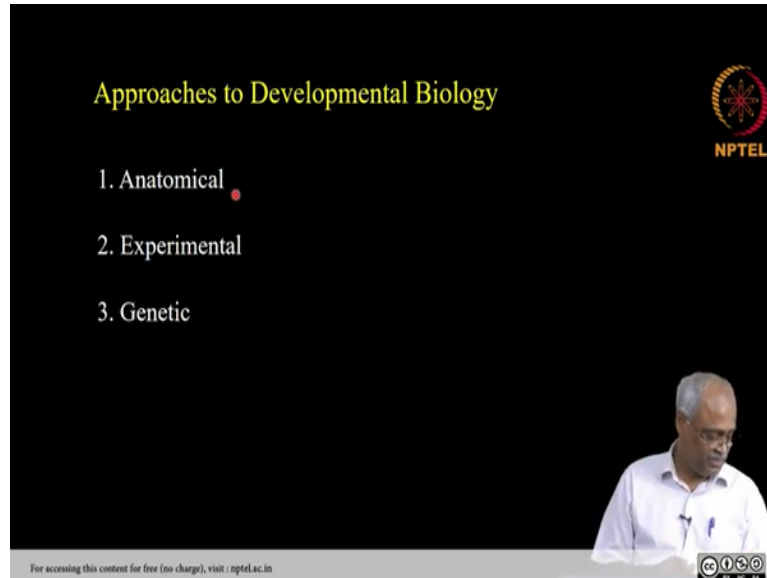 Approaches to Developmental Biology
NPTEL
1. Anatomical
2. Experimental
3. Genetic
For accessing this content for free (no charge), visit : nptel.ac.in
cc